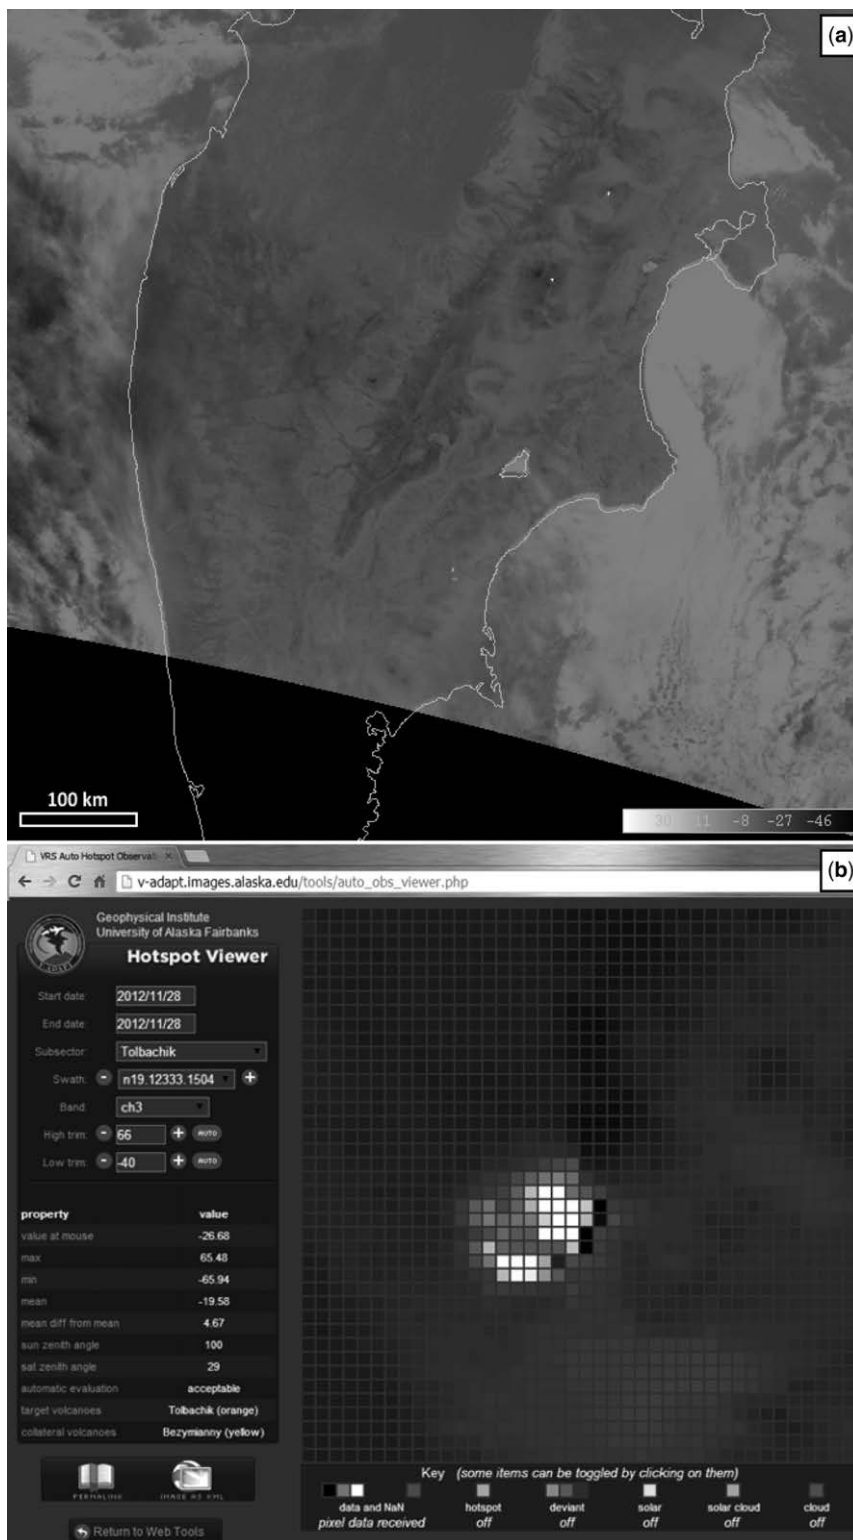 (a)
100 km
30 11 -8 -27 -46
VRS Auto Hotspot Observat
(b)
v-adapt.images.alaska.edu/tools/auto_obs_viewer.php
Geophysical Institute
University of Alaska Fairbanks
Hotspot Viewer
Start date: 2012/11/28
End date: 2012/11/28
Subsector: Tolbachik
Swath: - n19.12333.1504 +
Band: ch3
High trim: - 66 + AUTO
Low trim: - -40 + AUTO
property value
value at mouse -26.68
max 65.48
min -65.94
mean -19.58
mean diff from mean 4.67
sun zenith angle 100
sat zenith angle 29
automatic evaluation acceptable
target volcanoes Tolbachik (orange)
collateral volcanoes Bezymianny (yellow)
PERMALINK IMAGE AS KML
Return to Web Tools
Key (some items can be toggled by clicking on them)
data and NaN hotspot deviant solar solar cloud cloud
pixel data received off off off off off